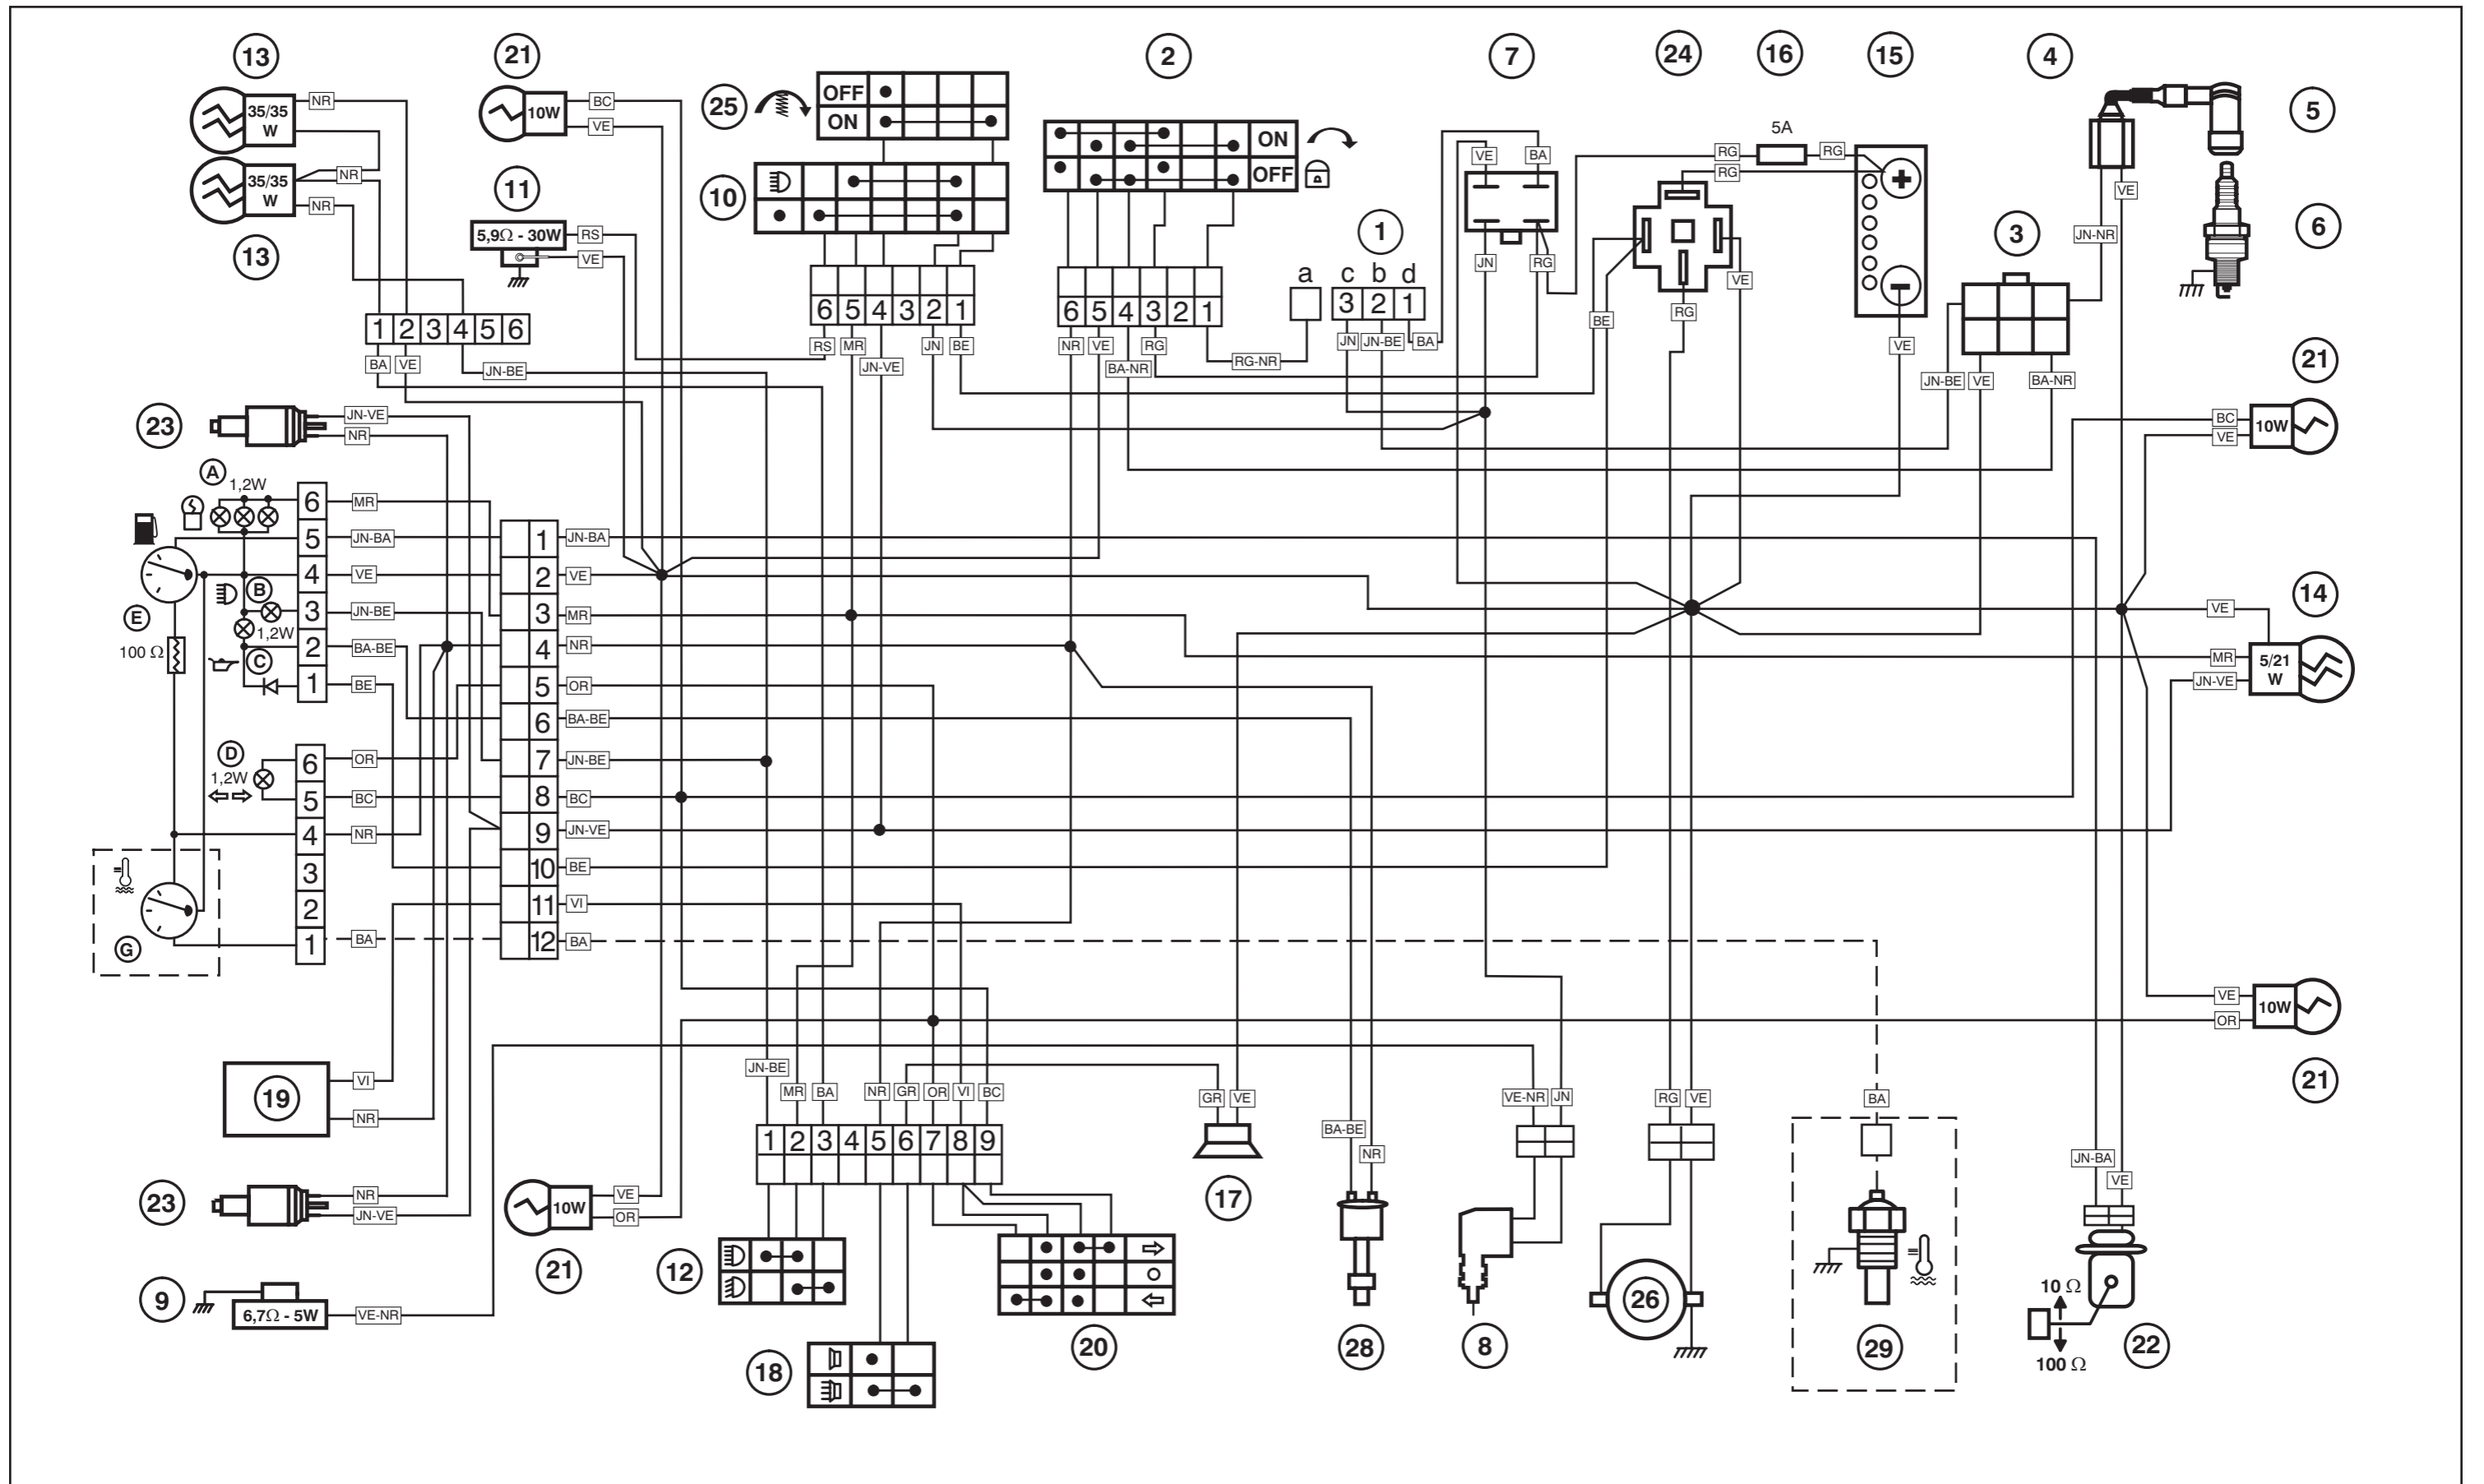 13 21 2 7 24 16 15 4
35/35 W NR
10W BC VE
25 OFF ON
ON OFF
5A
5
VE BA
RG RG
RG
35/35 W NR NR
11
10
1
3
VE
6
13
5,9Ω - 30W RS VE
JN-NR
a c b d
3 2 1
JN RG
VE
6 5 4 3 2 1
6 5 4 3 2 1
1 2 3 4 5 6
BE RG
BA VE JN-BE
RS MR JN-VE JN BE
NR VE BA-NR RG RG-NR
JN JN-BE BA
VE
JN-BE VE BA-NR
21
23 JN-VE NR
BC VE 10W
A 1,2W
6 MR
5 JN-BA
4 VE
3 JN-BE
2 BA-BE
1 BE
B
1,2W
C
E
100 Ω
1 JN-BA
2 VE
3 MR
4 NR
5 OR
6 BA-BE
7 JN-BE
8 BC
9 JN-VE
10 BE
11 VI
12 BA
14
VE
MR
JN-VE
5/21 W
D
1,2W
6 OR
5 BC
4 NR
3
2
1 BA
G
VE OR 10W
21
19 VI NR
JN-BE MR BA NR GR OR VI BC
1 2 3 4 5 6 7 8 9
GR VE
17
BA-BE NR
VE-NR JN
RG VE
BA
JN-BA VE
23 NR JN-VE
10W VE OR
21
12
9 6,7Ω - 5W VE-NR
18
20
28
8
26
29
10 Ω
100 Ω
22